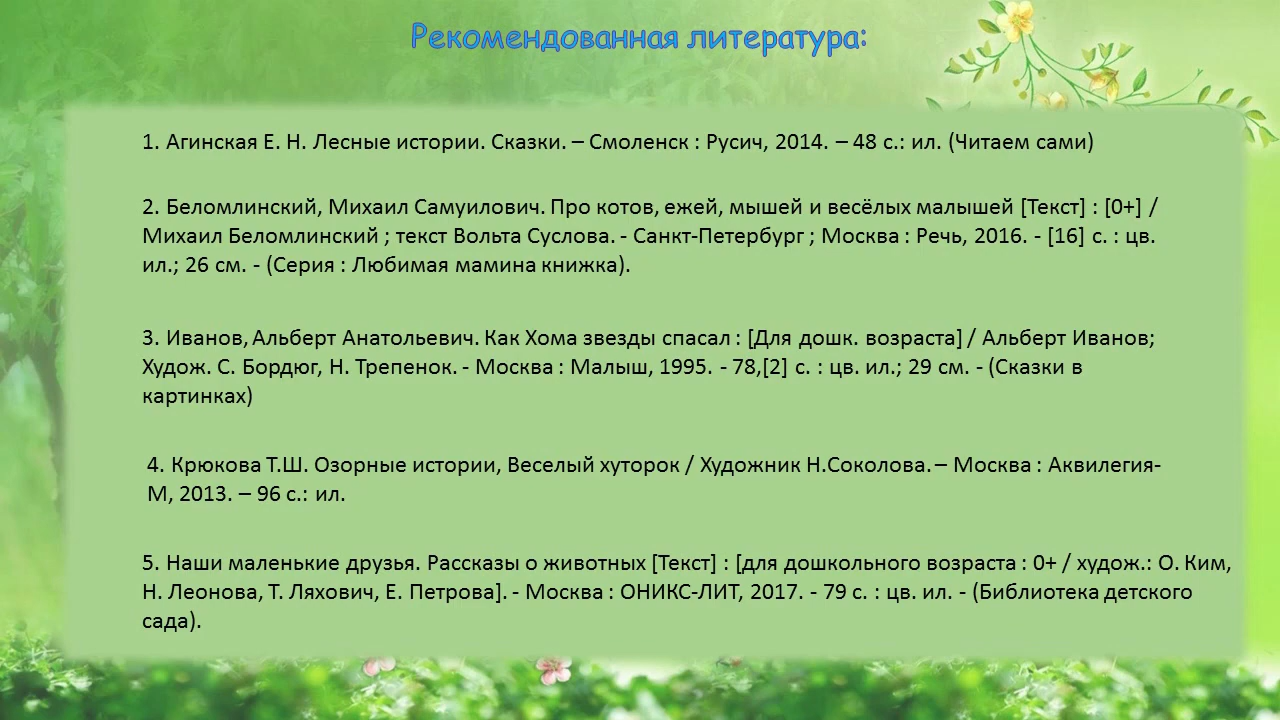 Рекомендованная литература:
1. Агинская Е. Н. Лесные истории. Сказки. – Смоленск : Русич, 2014. – 48 с.: ил. (Читаем сами)
2. Беломлинский, Михаил Самуилович. Про котов, ежей, мышей и весёлых малышей [Текст] : [0+] /
Михаил Беломлинский ; текст Вольта Суслова. - Санкт-Петербург ; Москва : Речь, 2016. - [16] с. : цв.
ил.; 26 см. - (Серия : Любимая мамина книжка).
3. Иванов, Альберт Анатольевич. Как Хома звезды спасал : [Для дошк. возраста] / Альберт Иванов;
Худож. С. Бордюг, Н. Трепенок. - Москва : Малыш, 1995. - 78,[2] с. : цв. ил.; 29 см. - (Сказки в
картинках)
4. Крюкова Т.Ш. Озорные истории, Веселый хуторок / Художник Н.Соколова. – Москва : Аквилегия-
М, 2013. – 96 с.: ил.
5. Наши маленькие друзья. Рассказы о животных [Текст] : [для дошкольного возраста : 0+ / худож.: О. Ким,
Н. Леонова, Т. Ляхович, Е. Петрова]. - Москва : ОНИКС-ЛИТ, 2017. - 79 с. : цв. ил. - (Библиотека детского
сада).